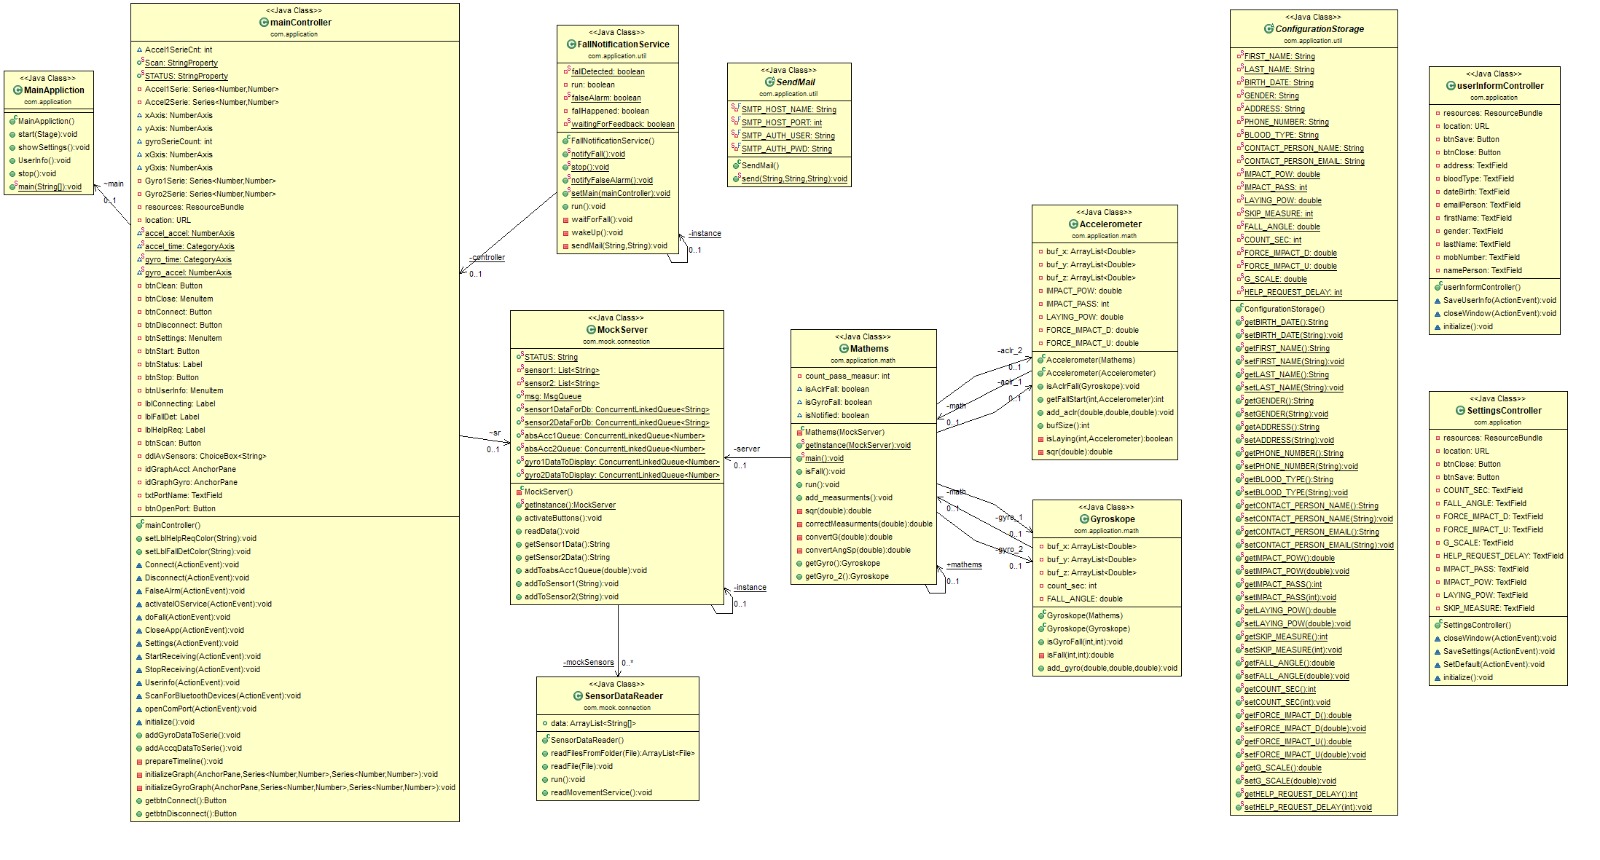 <<Java Class>>
MainAppliction
com.application
MainAppliction()
start(Stage):void
showSettings():void
UserInfo():void
stop():void
main(String[]):void
~main
0..1
<<Java Class>>
mainController
com.application
Accel1SerieCnt: int
Scan: StringProperty
STATUS: StringProperty
Accel1Serie: Series<Number,Number>
Accel2Serie: Series<Number,Number>
xAxis: NumberAxis
yAxis: NumberAxis
gyroSerieCount: int
xGxis: NumberAxis
yGxis: NumberAxis
Gyro1Serie: Series<Number,Number>
Gyro2Serie: Series<Number,Number>
resources: ResourceBundle
location: URL
accel_accel: NumberAxis
accel_time: CategoryAxis
gyro_time: CategoryAxis
gyro_accel: NumberAxis
btnClean: Button
btnClose: MenuItem
btnConnect: Button
btnDisconnect: Button
btnSettings: MenuItem
btnStart: Button
btnStatus: Label
btnStop: Button
btnUserInfo: MenuItem
lblConnecting: Label
lblFallDet: Label
lblHelpReq: Label
btnScan: Button
ddlAvSensors: ChoiceBox<String>
idGraphAccl: AnchorPane
idGraphGyro: AnchorPane
txtPortName: TextField
btnOpenPort: Button
mainController()
setLblHelpReqColor(String):void
setLblFallDetColor(String):void
Connect(ActionEvent):void
Disconnect(ActionEvent):void
FalseAlrm(ActionEvent):void
activateIOService(ActionEvent):void
doFall(ActionEvent):void
CloseApp(ActionEvent):void
Settings(ActionEvent):void
StartReceiving(ActionEvent):void
StopReceiving(ActionEvent):void
Userinfo(ActionEvent):void
ScanForBluetoothDevices(ActionEvent):void
openComPort(ActionEvent):void
initialize():void
addGyroDataToSerie():void
addAccqDataToSerie():void
prepareTimeline():void
initializeGraph(AnchorPane,Series<Number,Number>,Series<Number,Number>):void
initializeGyroGraph(AnchorPane,Series<Number,Number>,Series<Number,Number>):void
getbtnConnect():Button
getbtnDisconnect():Button
<<Java Class>>
FallNotificationService
com.application.util
fallDetected: boolean
run: boolean
falseAlarm: boolean
fallHappened: boolean
waitingForFeedback: boolean
FallNotificationService()
notifyFall():void
stop():void
notifyFalseAlarm():void
setMain(mainController):void
run():void
waitForFall():void
wakeUp():void
sendMail(String,String):void
-instance
0..1
-controller
0..1
<<Java Class>>
SendMail
com.application.util
SMTP_HOST_NAME: String
SMTP_HOST_PORT: int
SMTP_AUTH_USER: String
SMTP_AUTH_PWD: String
SendMail()
send(String,String,String):void
<<Java Class>>
MockServer
com.mock.connection
STATUS: String
sensor1: List<String>
sensor2: List<String>
msg: MsgQueue
sensor1DataForDb: ConcurrentLinkedQueue<String>
sensor2DataForDb: ConcurrentLinkedQueue<String>
absAcc1Queue: ConcurrentLinkedQueue<Number>
absAcc2Queue: ConcurrentLinkedQueue<Number>
gyro1DataToDisplay: ConcurrentLinkedQueue<Number>
gyro2DataToDisplay: ConcurrentLinkedQueue<Number>
MockServer()
getInstance():MockServer
activateButtons():void
readData():void
getSensor1Data():String
getSensor2Data():String
addToabsAcc1Queue(double):void
addToSensor1(String):void
addToSensor2(String):void
~sr
0..1
-instance
0..1
-server
0..1
-mockSensors
0..*
<<Java Class>>
SensorDataReader
com.mock.connection
data: ArrayList<String[]>
SensorDataReader()
readFilesFromFolder(File):ArrayList<File>
readFile(File):void
run():void
readMovementService():void
<<Java Class>>
Mathems
com.application.math
count_pass_measur: int
isAclrFall: boolean
isGyroFall: boolean
isNotified: boolean
Mathems(MockServer)
getInstance(MockServer):void
main():void
isFall():void
run():void
add_measurments():void
sqr(double):double
correctMeasurments(double):double
convertG(double):double
convertAngSp(double):double
getGyro():Gyroskope
getGyro_2():Gyroskope
+mathems
0..1
-aclr_2
0..1
-aclr_1
0..1
-math
0..1
-math
0..1
-gyro_1
0..1
-gyro_2
0..1
<<Java Class>>
Accelerometer
com.application.math
buf_x: ArrayList<Double>
buf_y: ArrayList<Double>
buf_z: ArrayList<Double>
IMPACT_POW: double
IMPACT_PASS: int
LAYING_POW: double
FORCE_IMPACT_D: double
FORCE_IMPACT_U: double
Accelerometer(Mathems)
Accelerometer(Accelerometer)
isAclrFall(Gyroskope):void
getFallStart(int,Accelerometer):int
add_aclr(double,double,double):void
bufSize():int
isLaying(int,Accelerometer):boolean
sqr(double):double
<<Java Class>>
Gyroskope
com.application.math
buf_x: ArrayList<Double>
buf_y: ArrayList<Double>
buf_z: ArrayList<Double>
count_sec: int
FALL_ANGLE: double
Gyroskope(Mathems)
Gyroskope(Gyroskope)
isGyroFall(int,int):void
isFall(int,int):double
add_gyro(double,double,double):void
<<Java Class>>
ConfigurationStorage
com.application.util
FIRST_NAME: String
LAST_NAME: String
BIRTH_DATE: String
GENDER: String
ADDRESS: String
PHONE_NUMBER: String
BLOOD_TYPE: String
CONTACT_PERSON_NAME: String
CONTACT_PERSON_EMAIL: String
IMPACT_POW: double
IMPACT_PASS: int
LAYING_POW: double
SKIP_MEASURE: int
FALL_ANGLE: double
COUNT_SEC: int
FORCE_IMPACT_D: double
FORCE_IMPACT_U: double
G_SCALE: double
HELP_REQUEST_DELAY: int
ConfigurationStorage()
getBIRTH_DATE():String
setBIRTH_DATE(String):void
getFIRST_NAME():String
setFIRST_NAME(String):void
getLAST_NAME():String
setLAST_NAME(String):void
getGENDER():String
setGENDER(String):void
getADDRESS():String
setADDRESS(String):void
getPHONE_NUMBER():String
setPHONE_NUMBER(String):void
getBLOOD_TYPE():String
setBLOOD_TYPE(String):void
getCONTACT_PERSON_NAME():String
setCONTACT_PERSON_NAME(String):void
getCONTACT_PERSON_EMAIL():String
setCONTACT_PERSON_EMAIL(String):void
getIMPACT_POW():double
setIMPACT_POW(double):void
getIMPACT_PASS():int
setIMPACT_PASS(int):void
getLAYING_POW():double
setLAYING_POW(double):void
getSKIP_MEASURE():int
setSKIP_MEASURE(int):void
getFALL_ANGLE():double
setFALL_ANGLE(double):void
getCOUNT_SEC():int
setCOUNT_SEC(int):void
getFORCE_IMPACT_D():double
setFORCE_IMPACT_D(double):void
getFORCE_IMPACT_U():double
setFORCE_IMPACT_U(double):void
getG_SCALE():double
setG_SCALE(double):void
getHELP_REQUEST_DELAY():int
setHELP_REQUEST_DELAY(int):void
<<Java Class>>
userInformController
com.application
resources: ResourceBundle
location: URL
btnSave: Button
btnClose: Button
address: TextField
bloodType: TextField
dateBirth: TextField
emailPerson: TextField
firstName: TextField
gender: TextField
lastName: TextField
mobNumber: TextField
namePerson: TextField
userInformController()
SaveUserInfo(ActionEvent):void
closeWindow(ActionEvent):void
initialize():void
<<Java Class>>
SettingsController
com.application
resources: ResourceBundle
location: URL
btnClose: Button
btnSave: Button
COUNT_SEC: TextField
FALL_ANGLE: TextField
FORCE_IMPACT_D: TextField
FORCE_IMPACT_U: TextField
G_SCALE: TextField
HELP_REQUEST_DELAY: TextField
IMPACT_PASS: TextField
IMPACT_POW: TextField
LAYING_POW: TextField
SKIP_MEASURE: TextField
SettingsController()
closeWindow(ActionEvent):void
SaveSettings(ActionEvent):void
SetDefault(ActionEvent):void
initialize():void